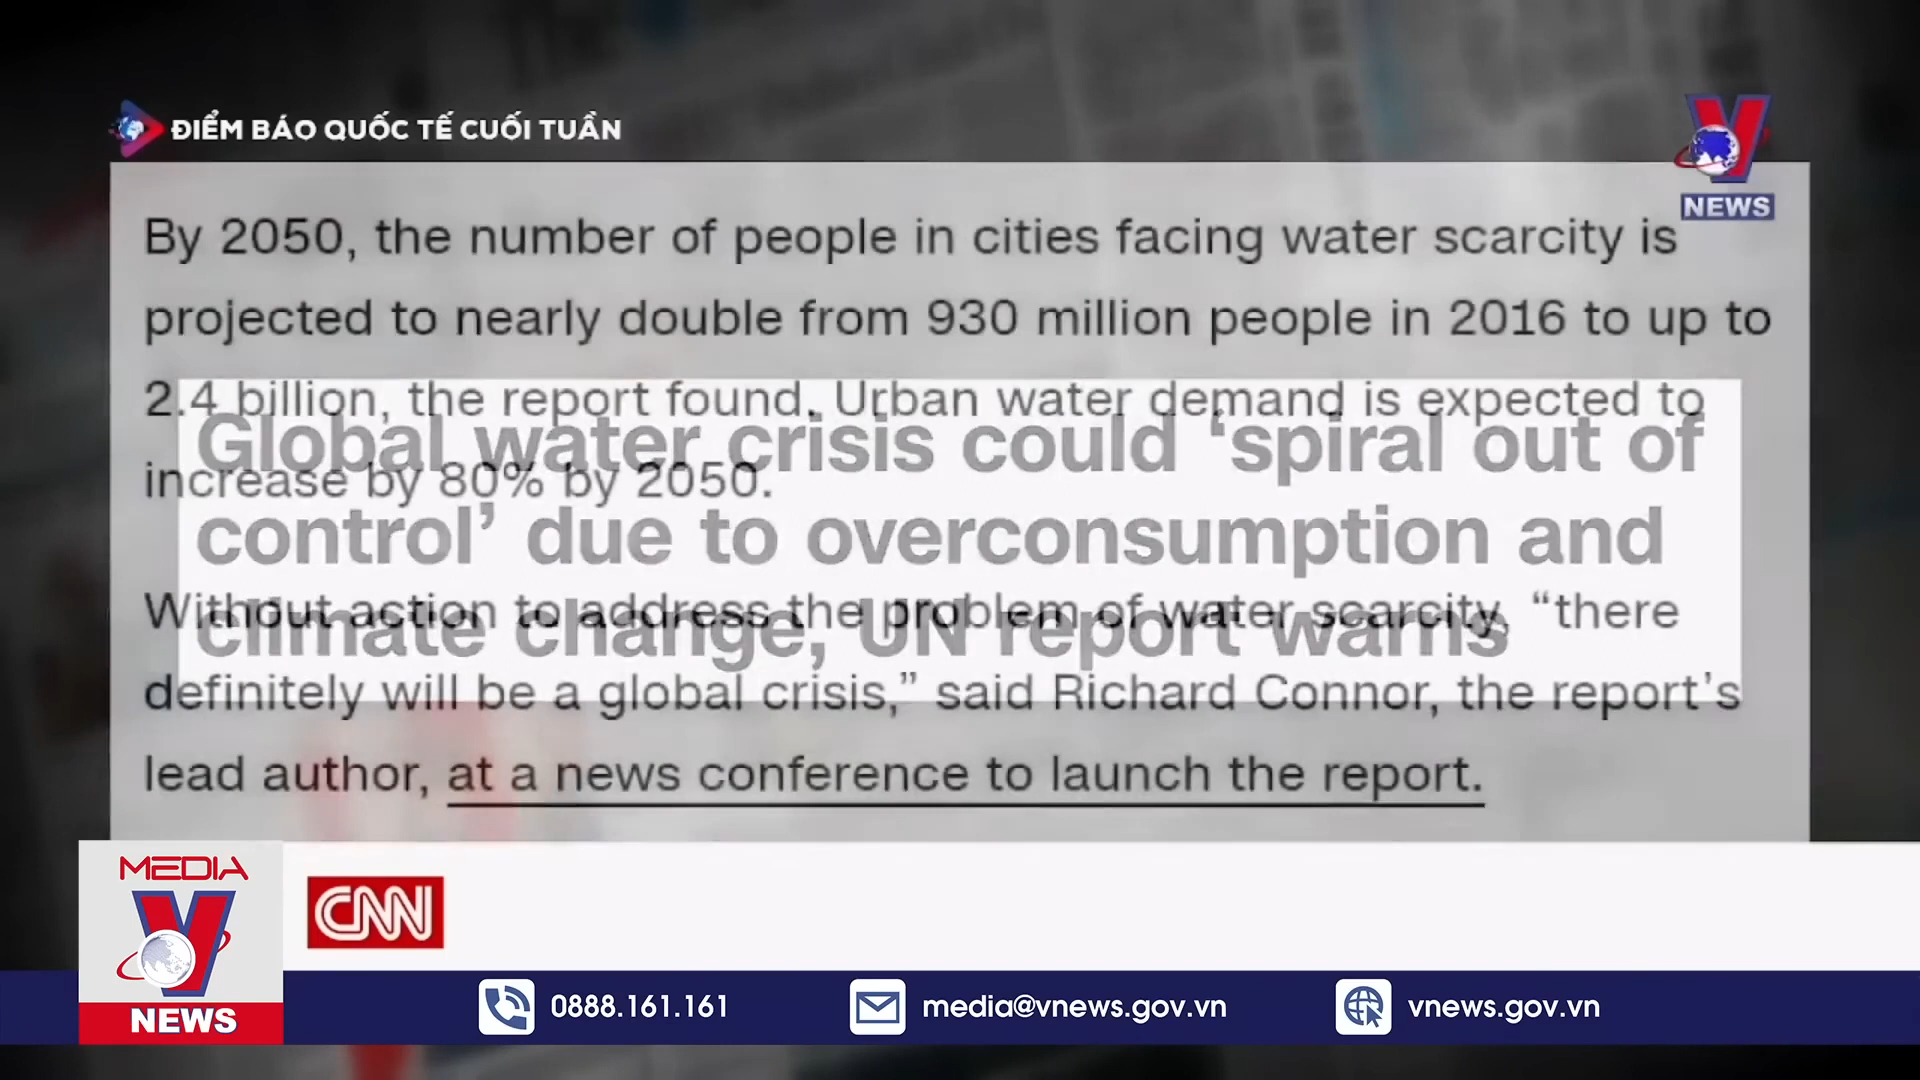 ĐIỂM BÁO QUỐC TẾ CUỐI TUẦN
NEWS
By 2050, the number of people in cities facing water scarcity is
projected to nearly double from 930 million people in 2016 to up to
2.4 billion, the report found. Urban water demand is expected to
increase by 80% by 2050.
Global water crisis could ‘spiral out of
control’ due to overconsumption and
climate change, UN report warns
Without action to address the problem of water scarcity, “there
definitely will be a global crisis,” said Richard Connor, the report’s
lead author, at a news conference to launch the report.
MEDIA
V
NEWS
CNN
0888.161.161
media@vnews.gov.vn
vnews.gov.vn